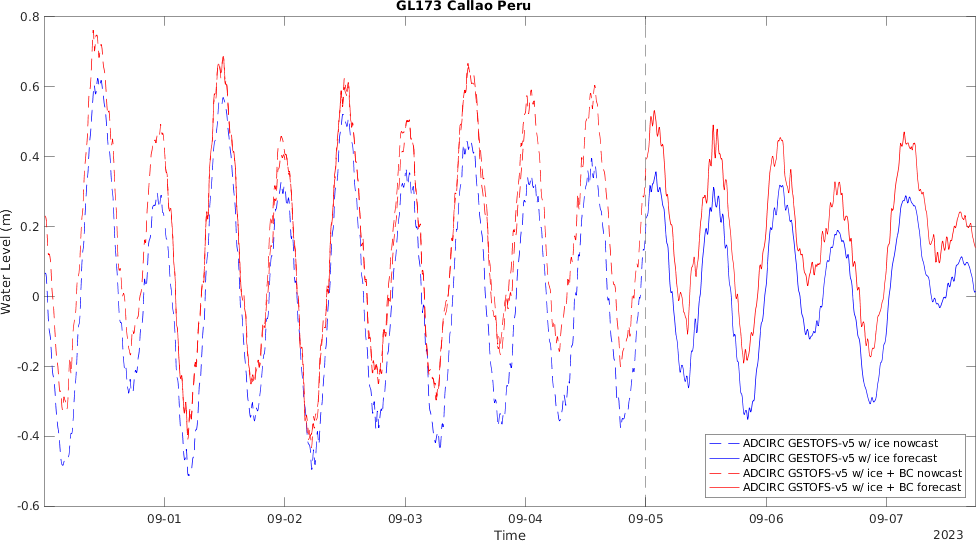 GL173 Callao Peru
Water Level (m)
0.8
0.6
0.4
0.2
0
-0.2
-0.4
-0.6
ADCIRC GESTOFS-v5 w/ ice nowcast
ADCIRC GESTOFS-v5 w/ ice forecast
ADCIRC GSTOFS-v5 w/ ice + BC nowcast
ADCIRC GSTOFS-v5 w/ ice + BC forecast
09-01 09-02 09-03 09-04 09-05 09-06 09-07
Time
2023